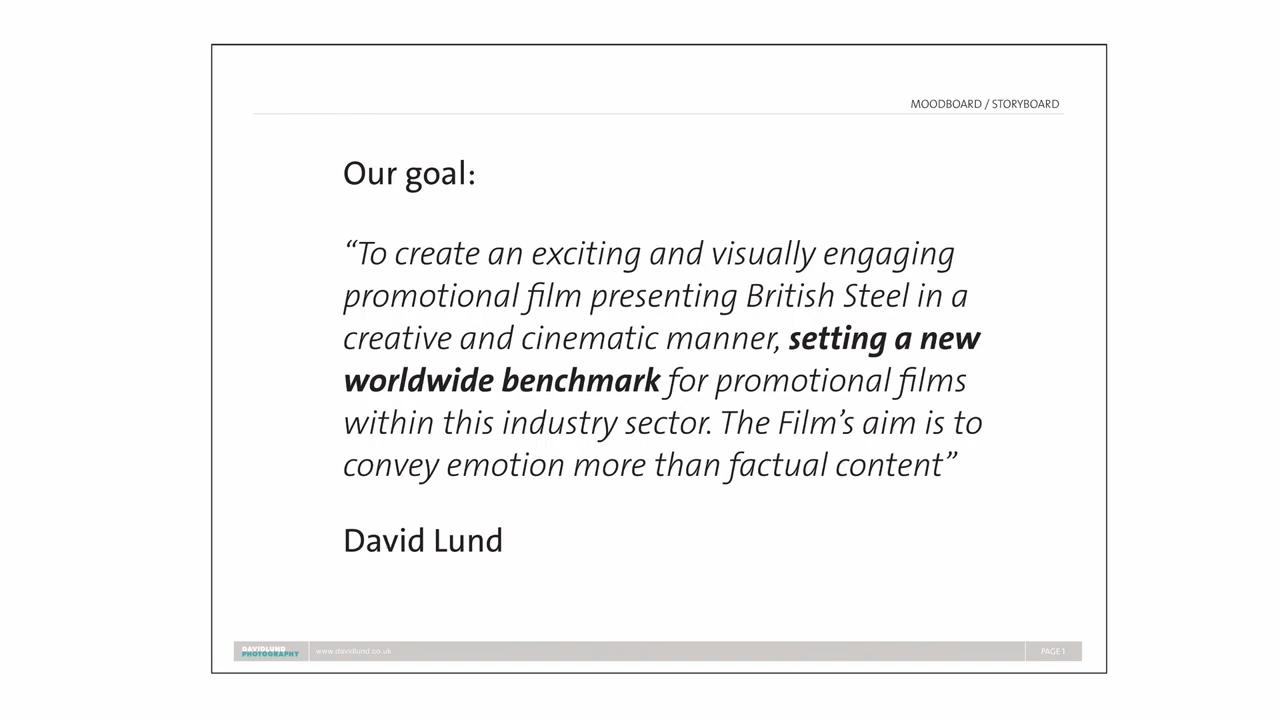 MOODBOARD / STORYBOARD
Our goal:
“To create an exciting and visually engaging
promotional film presenting British Steel in a
creative and cinematic manner, setting a new
worldwide benchmark for promotional films
within this industry sector. The Film’s aim is to
convey emotion more than factual content”
David Lund
DAVIDLUND
PHOTOGRAPHY
www.davidlund.co.uk
PAGE 1